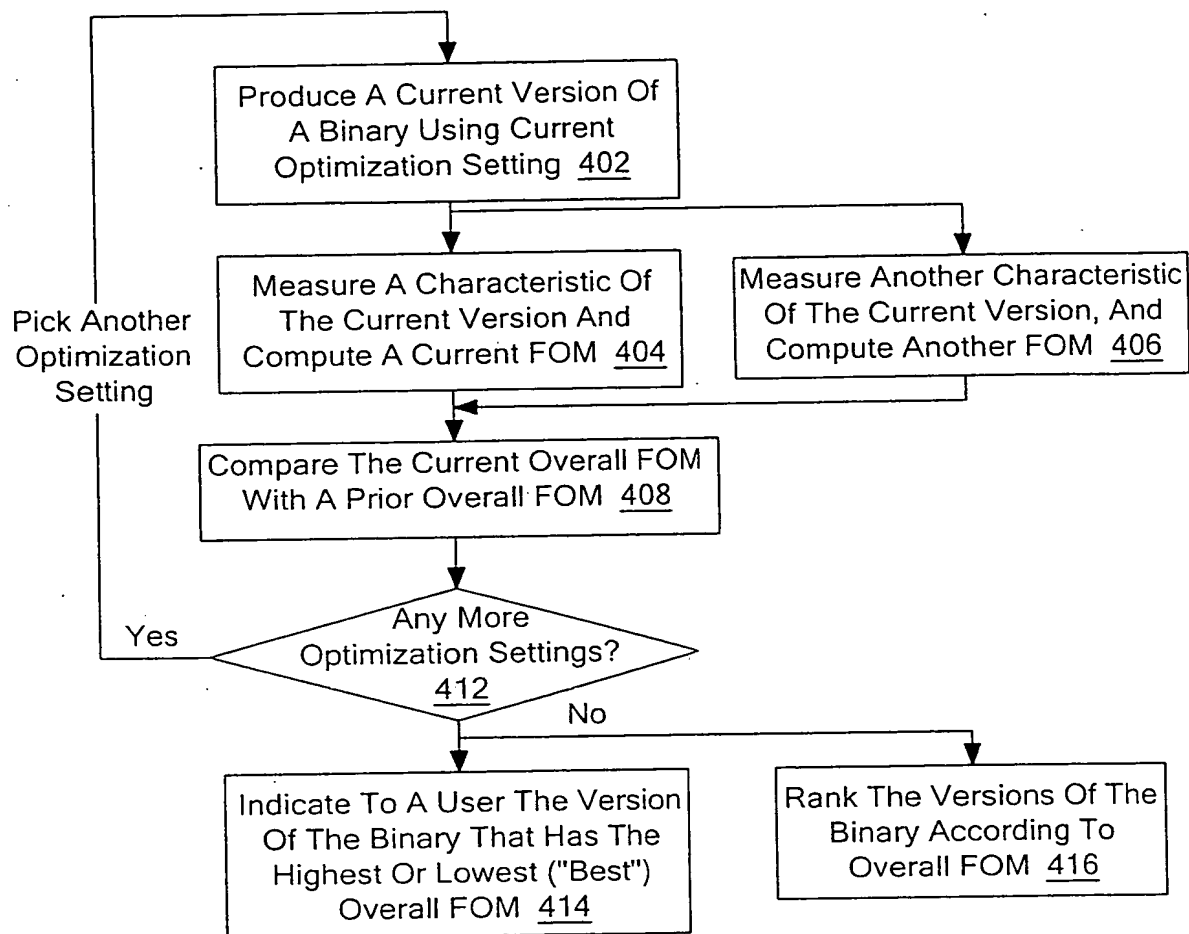 Produce A Current Version Of
A Binary Using Current
Optimization Setting 402
Measure A Characteristic Of
The Current Version And
Compute A Current FOM 404
Measure Another Characteristic
Of The Current Version, And
Compute Another FOM 406
Pick Another
Optimization
Setting
Compare The Current Overall FOM
With A Prior Overall FOM 408
Any More
Optimization Settings?
412
Yes
No
Indicate To A User The Version
Of The Binary That Has The
Highest Or Lowest ("Best")
Overall FOM 414
Rank The Versions Of The
Binary According To
Overall FOM 416